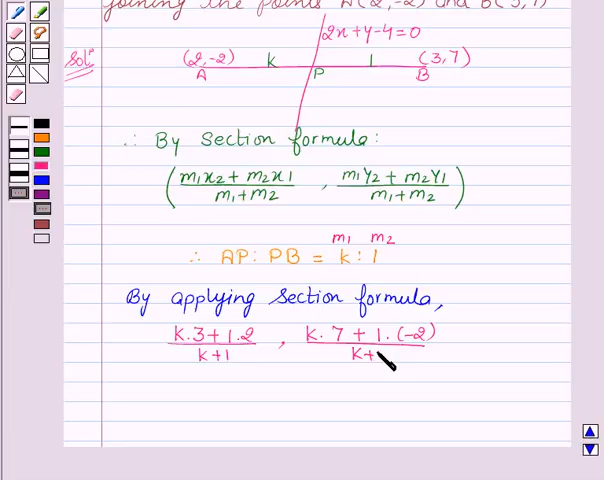 joining the points A(2,-2) and B(3,7)
2x+y-4=0
Solⁿ (2,-2) k 1 (3,7)
A P B
∴ By section formula:
(m1x2+m2x1/m1+m2 , m1y2+m2y1/m1+m2)
m1 m2
∴ AP:PB = k:1
By applying section formula,
k.3+1.2/k+1 , k.7+1.(-2)/k+